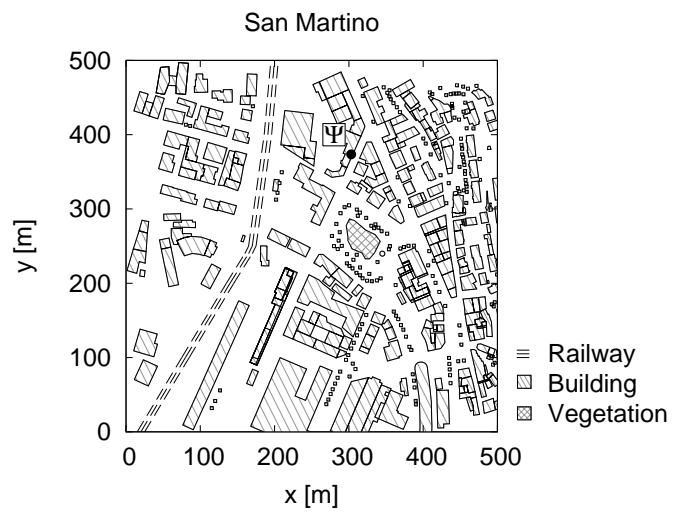 San Martino
500
400
300
200
100
0
y [m]
Ψ
0 100 200 300 400 500
x [m]
Railway
Building
Vegetation